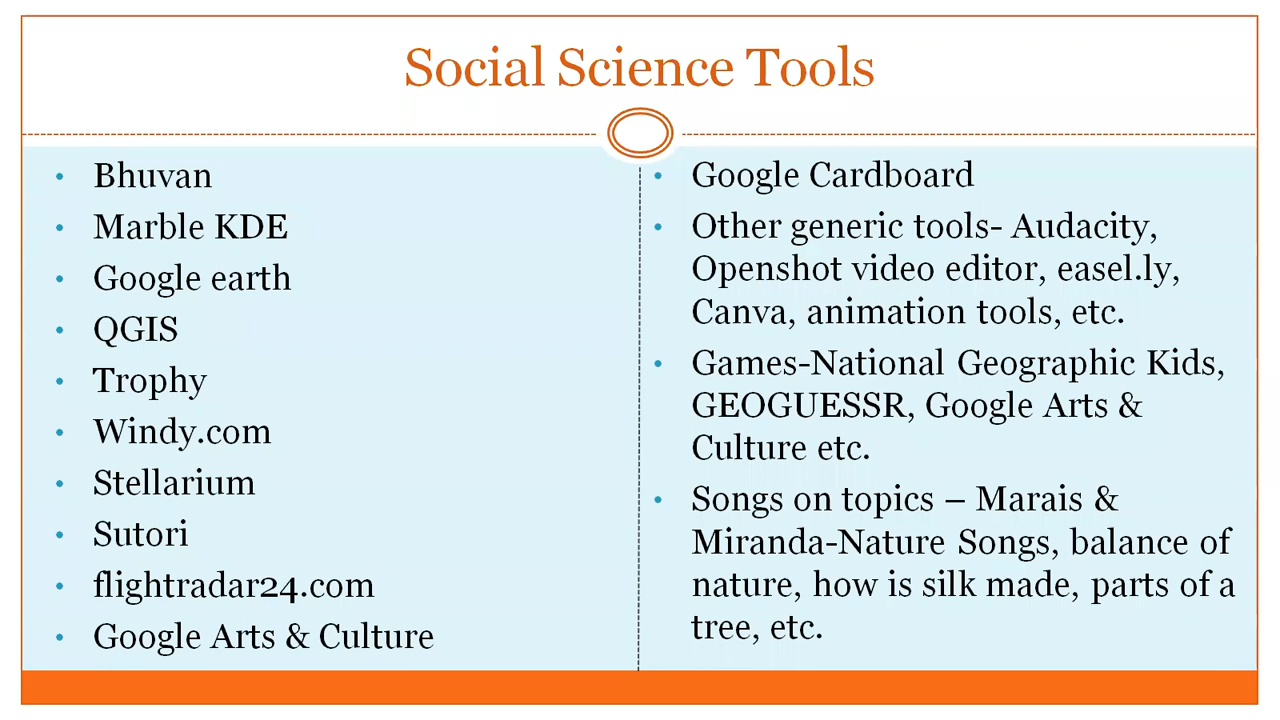 Social Science Tools
• Bhuvan
• Marble KDE
• Google earth
• QGIS
• Trophy
• Windy.com
• Stellarium
• Sutori
• flightradar24.com
• Google Arts & Culture
• Google Cardboard
• Other generic tools- Audacity,
Openshot video editor, easel.ly,
Canva, animation tools, etc.
• Games-National Geographic Kids,
GEOGUESSR, Google Arts &
Culture etc.
• Songs on topics – Marais &
Miranda-Nature Songs, balance of
nature, how is silk made, parts of a
tree, etc.